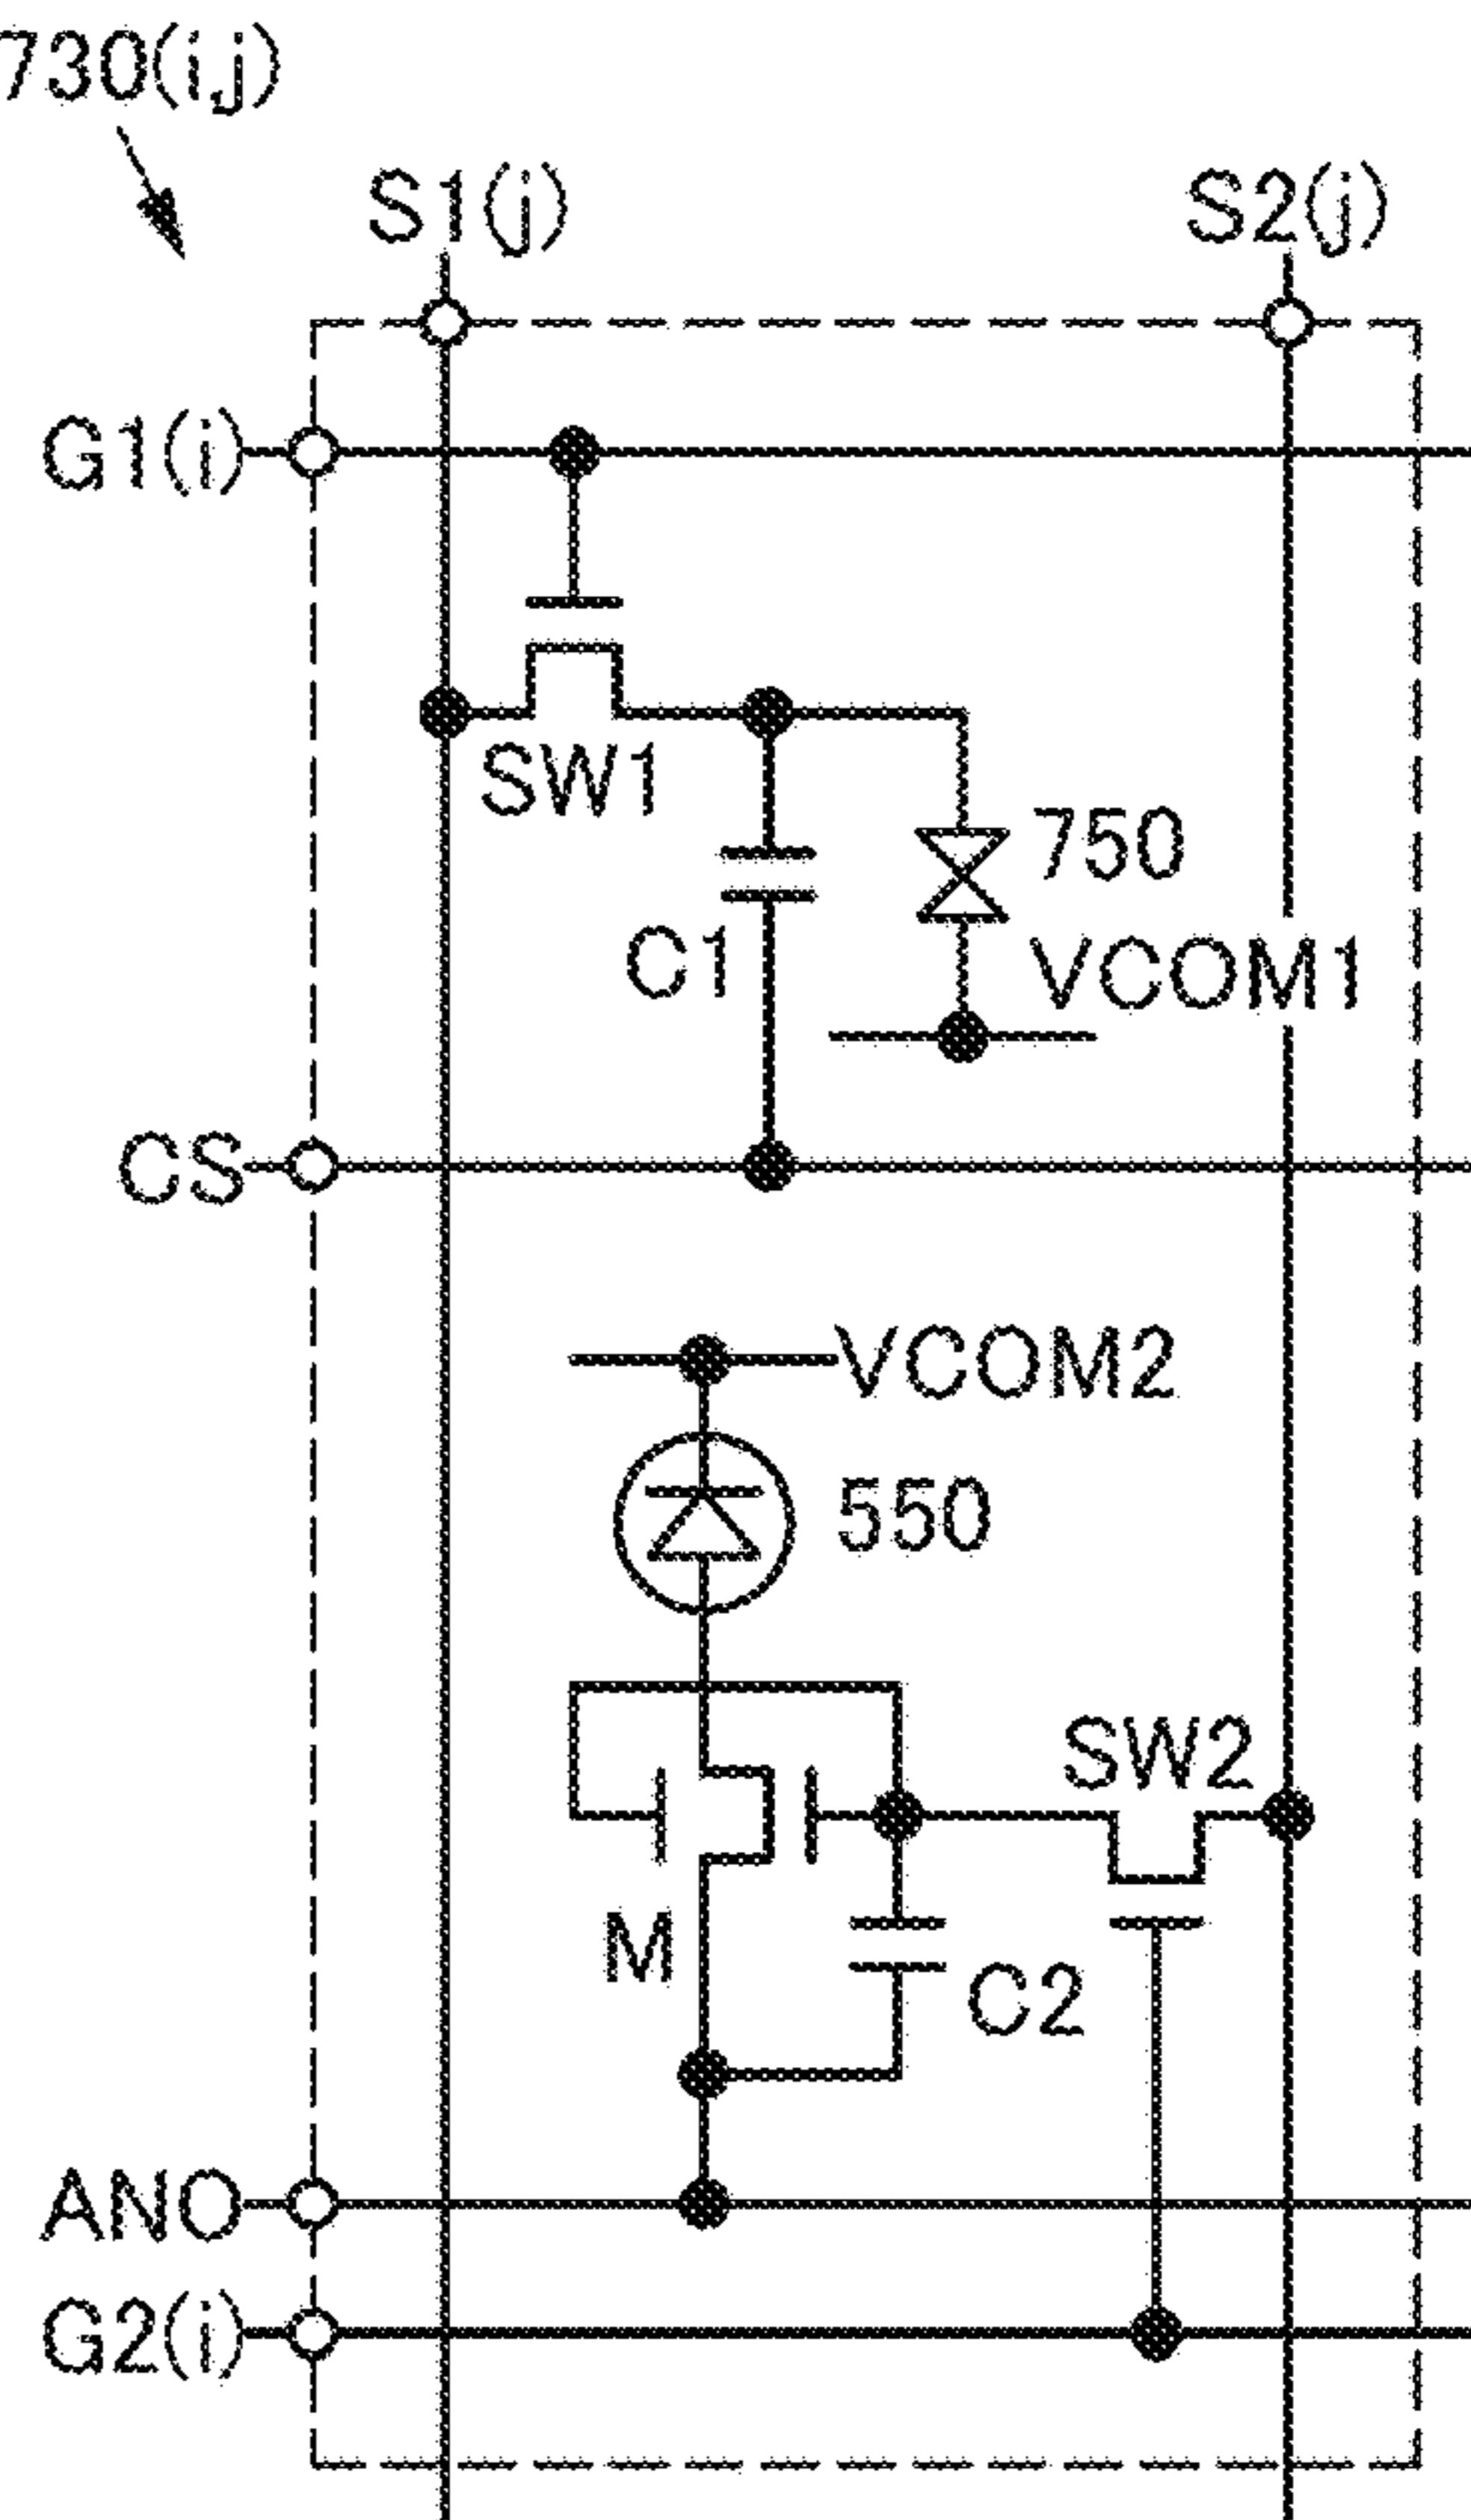 730(i,j)
S1(j)
S2(j)
G1(i)
SW1
750
C1
VCOM1
CS
VCOM2
550
SW2
M
C2
ANO
G2(i)